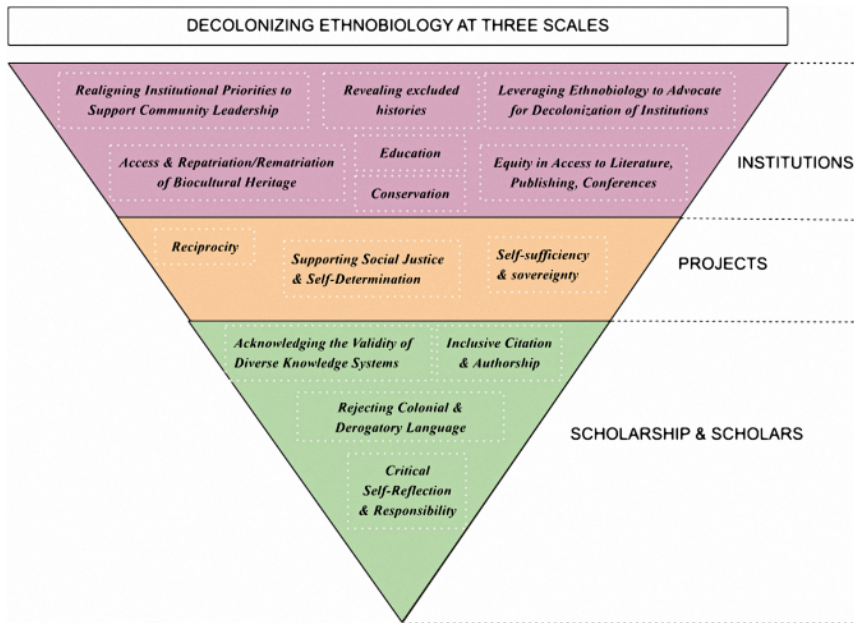 DECOLONIZING ETHNOBIOLOGY AT THREE SCALES
Realigning Institutional Priorities to
Support Community Leadership
Revealing excluded
histories
Leveraging Ethnobiology to Advocate
for Decolonization of Institutions
Access & Repatriation/Rematriation
of Biocultural Heritage
Education
Conservation
Equity in Access to Literature,
Publishing, Conferences
INSTITUTIONS
Reciprocity
Supporting Social Justice
& Self-Determination
Self-sufficiency
& sovereignty
PROJECTS
Acknowledging the Validity of
Diverse Knowledge Systems
Inclusive Citation
& Authorship
Rejecting Colonial &
Derogatory Language
Critical
Self-Reflection
& Responsibility
SCHOLARSHIP & SCHOLARS